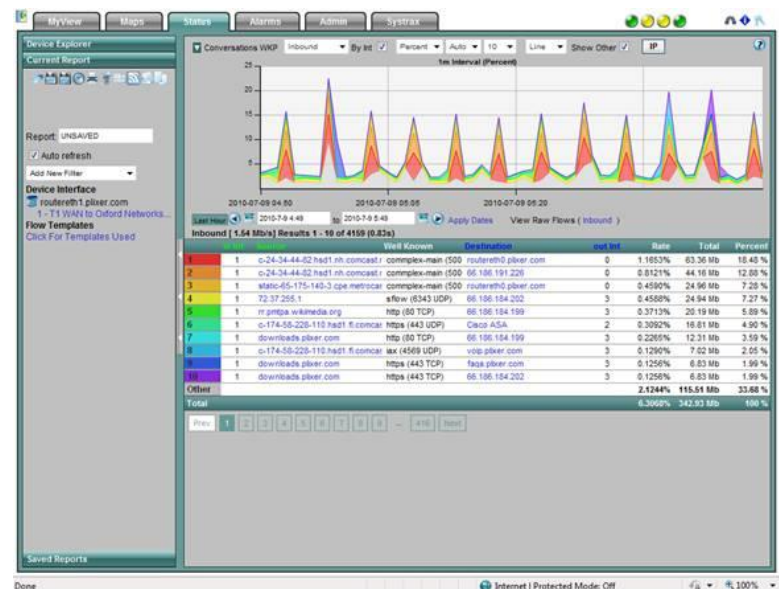 MyView Maps Status Alarms Admin Systrax
Device Explorer
Current Report
Report: UNSAVED
Auto refresh
Add New Filter
Device Interface
routereth1.plixer.com
1 - T1 WAN to Oxford Networks...
Flow Templates
Click For Templates Used
Saved Reports
Conversations WKP Inbound By Int Percent Auto 10 Line Show Other IP
1m Interval (Percent)
25
20
15
10
5
2010-07-09 04:50 2010-07-09 05:05 2010-07-09 05:20
Last Hour 2010-7-9 4:49 to 2010-7-9 5:49 Apply Dates View Raw Flows ( Inbound )
Inbound [ 1.54 Mb/s] Results 1 - 10 of 4159 (0.83s)
in Int Source Well Known Destination out Int Rate Total Percent
1 1 c-24-34-44-82.hsd1.nh.comcast.r commplex-main (500 routereth0.plixer.com 0 1.1653% 63.36 Mb 18.48 %
2 1 c-24-34-44-82.hsd1.nh.comcast.r commplex-main (500 66.186.191.226 0 0.8121% 44.16 Mb 12.88 %
3 1 static-65-175-140-3.cpe.metrocas commplex-main (500 routereth0.plixer.com 0 0.4590% 24.96 Mb 7.28 %
4 1 72.37.255.1 sflow (6343 UDP) 66.186.184.202 3 0.4588% 24.94 Mb 7.27 %
5 1 rr.pmtpa.wikimedia.org http (80 TCP) 66.186.184.199 3 0.3713% 20.19 Mb 5.89 %
6 1 c-174-58-228-110.hsd1.fl.comcas https (443 UDP) Cisco ASA 2 0.3092% 16.81 Mb 4.90 %
7 1 downloads.plixer.com http (80 TCP) 66.186.184.199 3 0.2265% 12.31 Mb 3.59 %
8 1 c-174-58-228-110.hsd1.fl.comcas iax (4569 UDP) voip.plixer.com 3 0.1290% 7.02 Mb 2.05 %
9 1 downloads.plixer.com https (443 TCP) faqs.plixer.com 3 0.1256% 6.83 Mb 1.99 %
10 1 downloads.plixer.com https (443 TCP) 66.186.184.202 3 0.1256% 6.83 Mb 1.99 %
Other 2.1244% 115.51 Mb 33.68 %
Total 6.3068% 342.93 Mb 100 %
Prev 1 2 3 4 5 6 7 8 9 ... 416 Next
Done Internet | Protected Mode: Off 100%